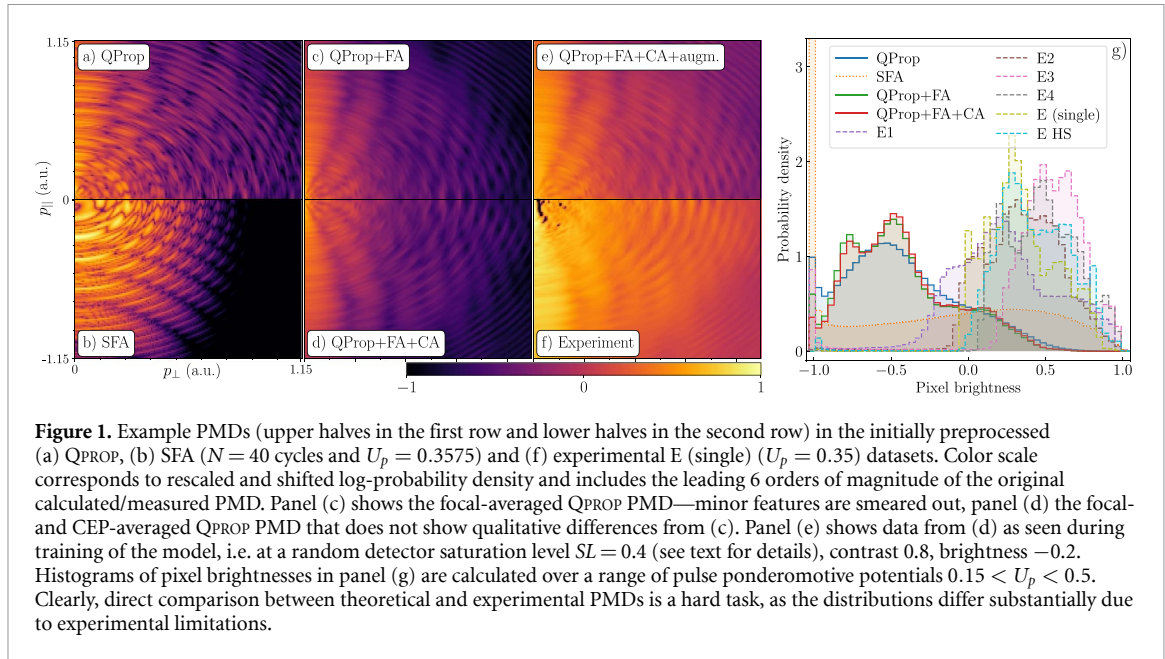 1.15
a) QProp
c) QProp+FA
e) QProp+FA+CA+augm.
p|| (a.u.)
0
b) SFA
d) QProp+FA+CA
f) Experiment
-1.15
0
p⊥ (a.u.)
1.15
−1
0
1
g)
QProp
SFA
QProp+FA
QProp+FA+CA
E1
E2
E3
E4
E (single)
E HS
Probability density
3
2
1
0
−1.0
−0.5
0.0
0.5
1.0
Pixel brightness
Figure 1. Example PMDs (upper halves in the first row and lower halves in the second row) in the initially preprocessed
(a) QPROP, (b) SFA (N = 40 cycles and Up = 0.3575) and (f) experimental E (single) (Up = 0.35) datasets. Color scale
corresponds to rescaled and shifted log-probability density and includes the leading 6 orders of magnitude of the original
calculated/measured PMD. Panel (c) shows the focal-averaged QPROP PMD—minor features are smeared out, panel (d) the focal-
and CEP-averaged QPROP PMD that does not show qualitative differences from (c). Panel (e) shows data from (d) as seen during
training of the model, i.e. at a random detector saturation level SL = 0.4 (see text for details), contrast 0.8, brightness −0.2.
Histograms of pixel brightnesses in panel (g) are calculated over a range of pulse ponderomotive potentials 0.15 < Up < 0.5.
Clearly, direct comparison between theoretical and experimental PMDs is a hard task, as the distributions differ substantially due
to experimental limitations.